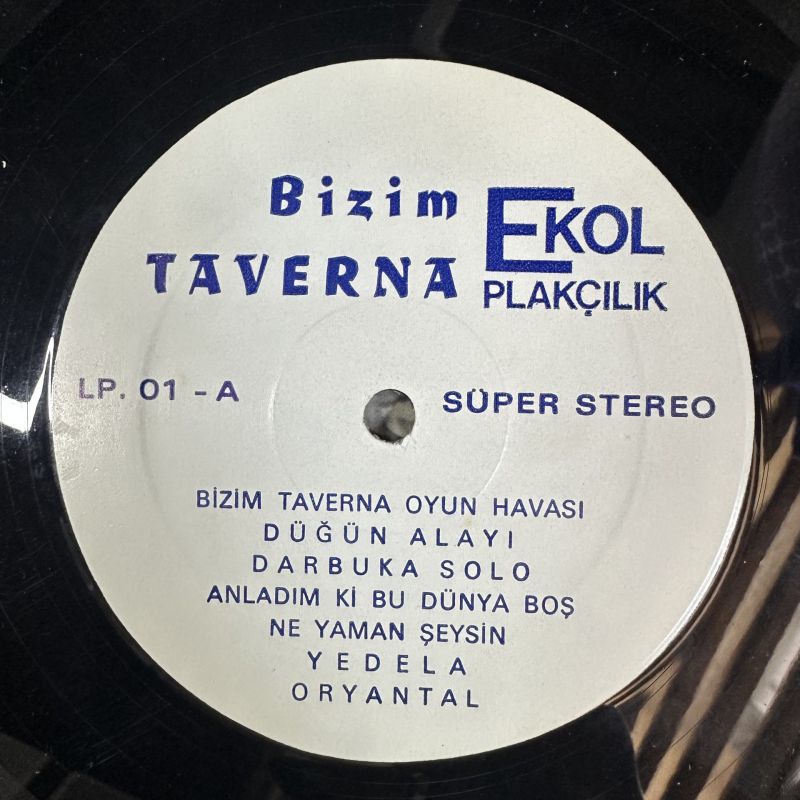 Bizim
TAVERNA
EKOL
PLAKÇILIK
LP. 01 - A
SÜPER STEREO
BİZİM TAVERNA OYUN HAVASI
DÜĞÜN ALAYI
DARBUKA SOLO
ANLADIM Kİ BU DÜNYA BOŞ
NE YAMAN ŞEYSİN
YEDELA
ORYANTAL